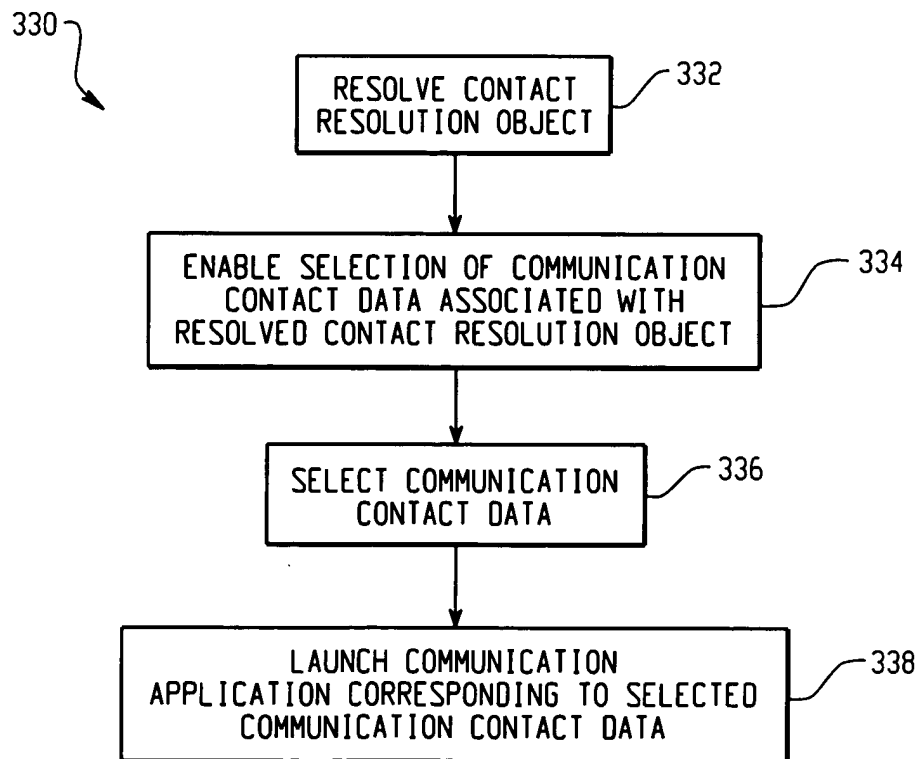 330
RESOLVE CONTACT
RESOLUTION OBJECT
332
ENABLE SELECTION OF COMMUNICATION
CONTACT DATA ASSOCIATED WITH
RESOLVED CONTACT RESOLUTION OBJECT
334
SELECT COMMUNICATION
CONTACT DATA
336
LAUNCH COMMUNICATION
APPLICATION CORRESPONDING TO SELECTED
COMMUNICATION CONTACT DATA
338